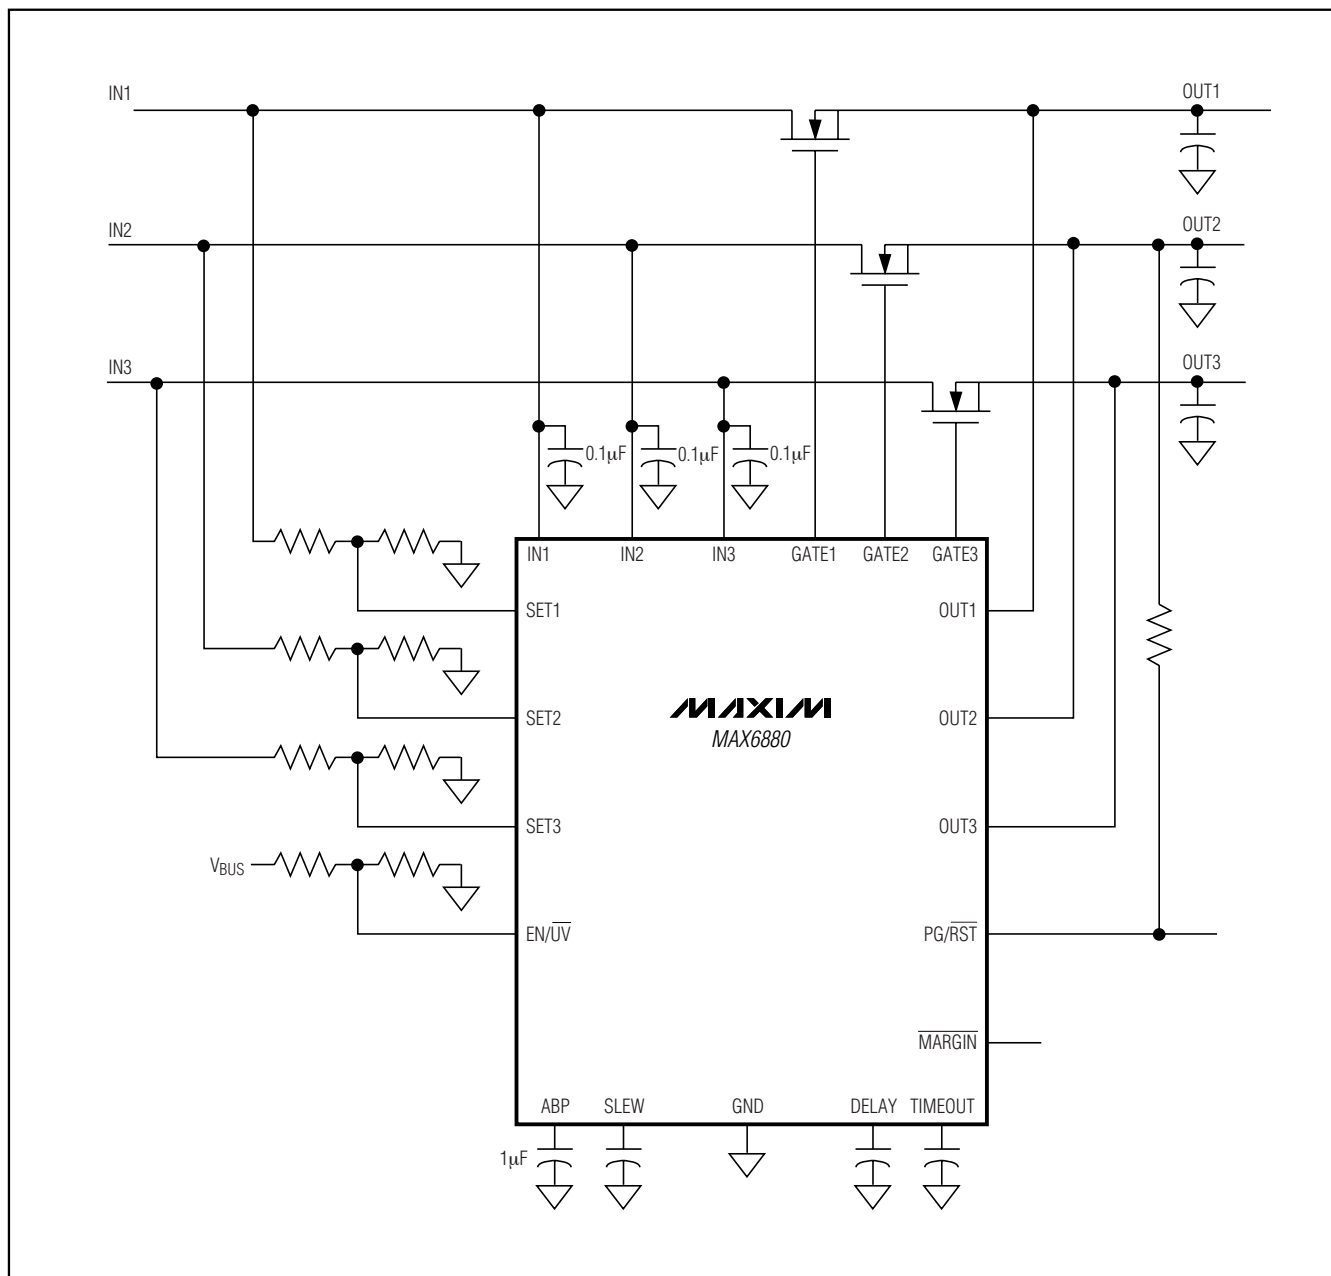 IN1
OUT1
IN2
OUT2
IN3
OUT3
0.1μF
0.1μF
0.1μF
IN1
IN2
IN3
GATE1
GATE2
GATE3
SET1
OUT1
MAXIM
MAX6880
SET2
OUT2
SET3
OUT3
VBUS
EN/UV
PG/RST
MARGIN
ABP
SLEW
GND
DELAY
TIMEOUT
1μF